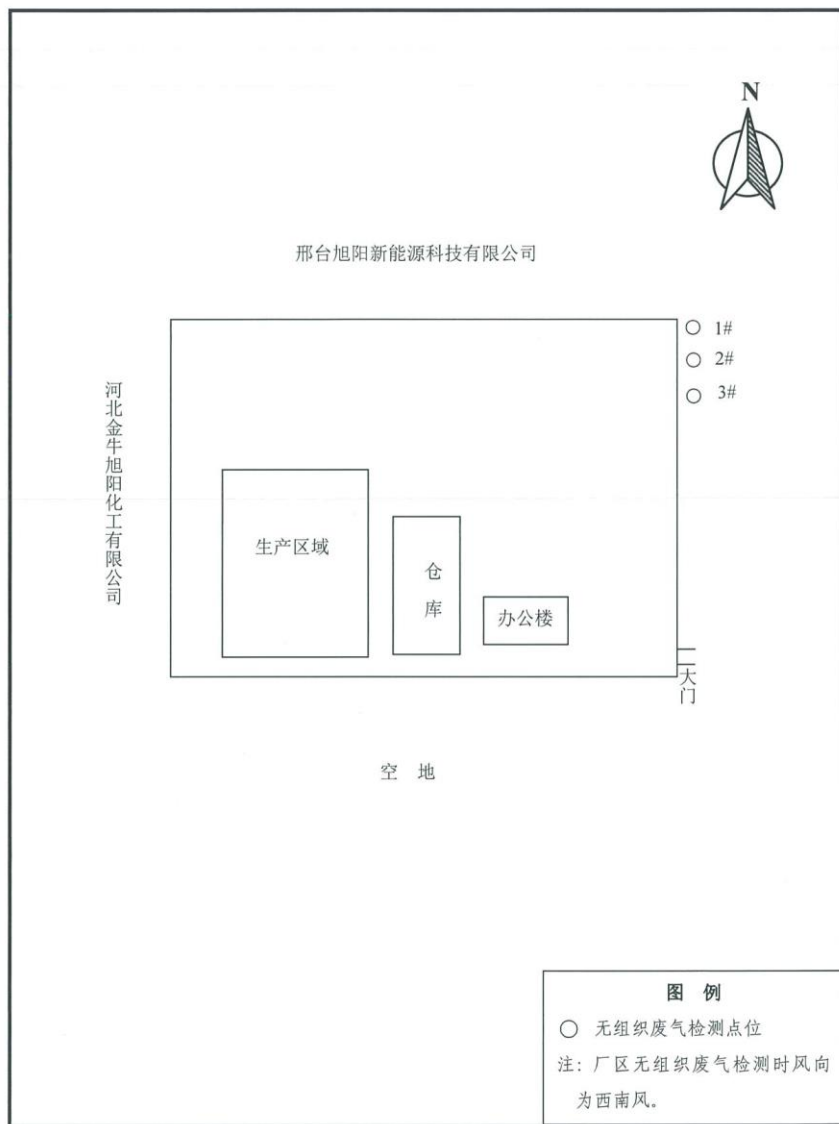 N
邢台旭阳新能源科技有限公司
1#
2#
3#
河北金牛旭阳化工有限公司
生产区域
仓
库
办公楼
大门
空 地
图 例
无组织废气检测点位
注：厂区无组织废气检测时风向
为西南风。